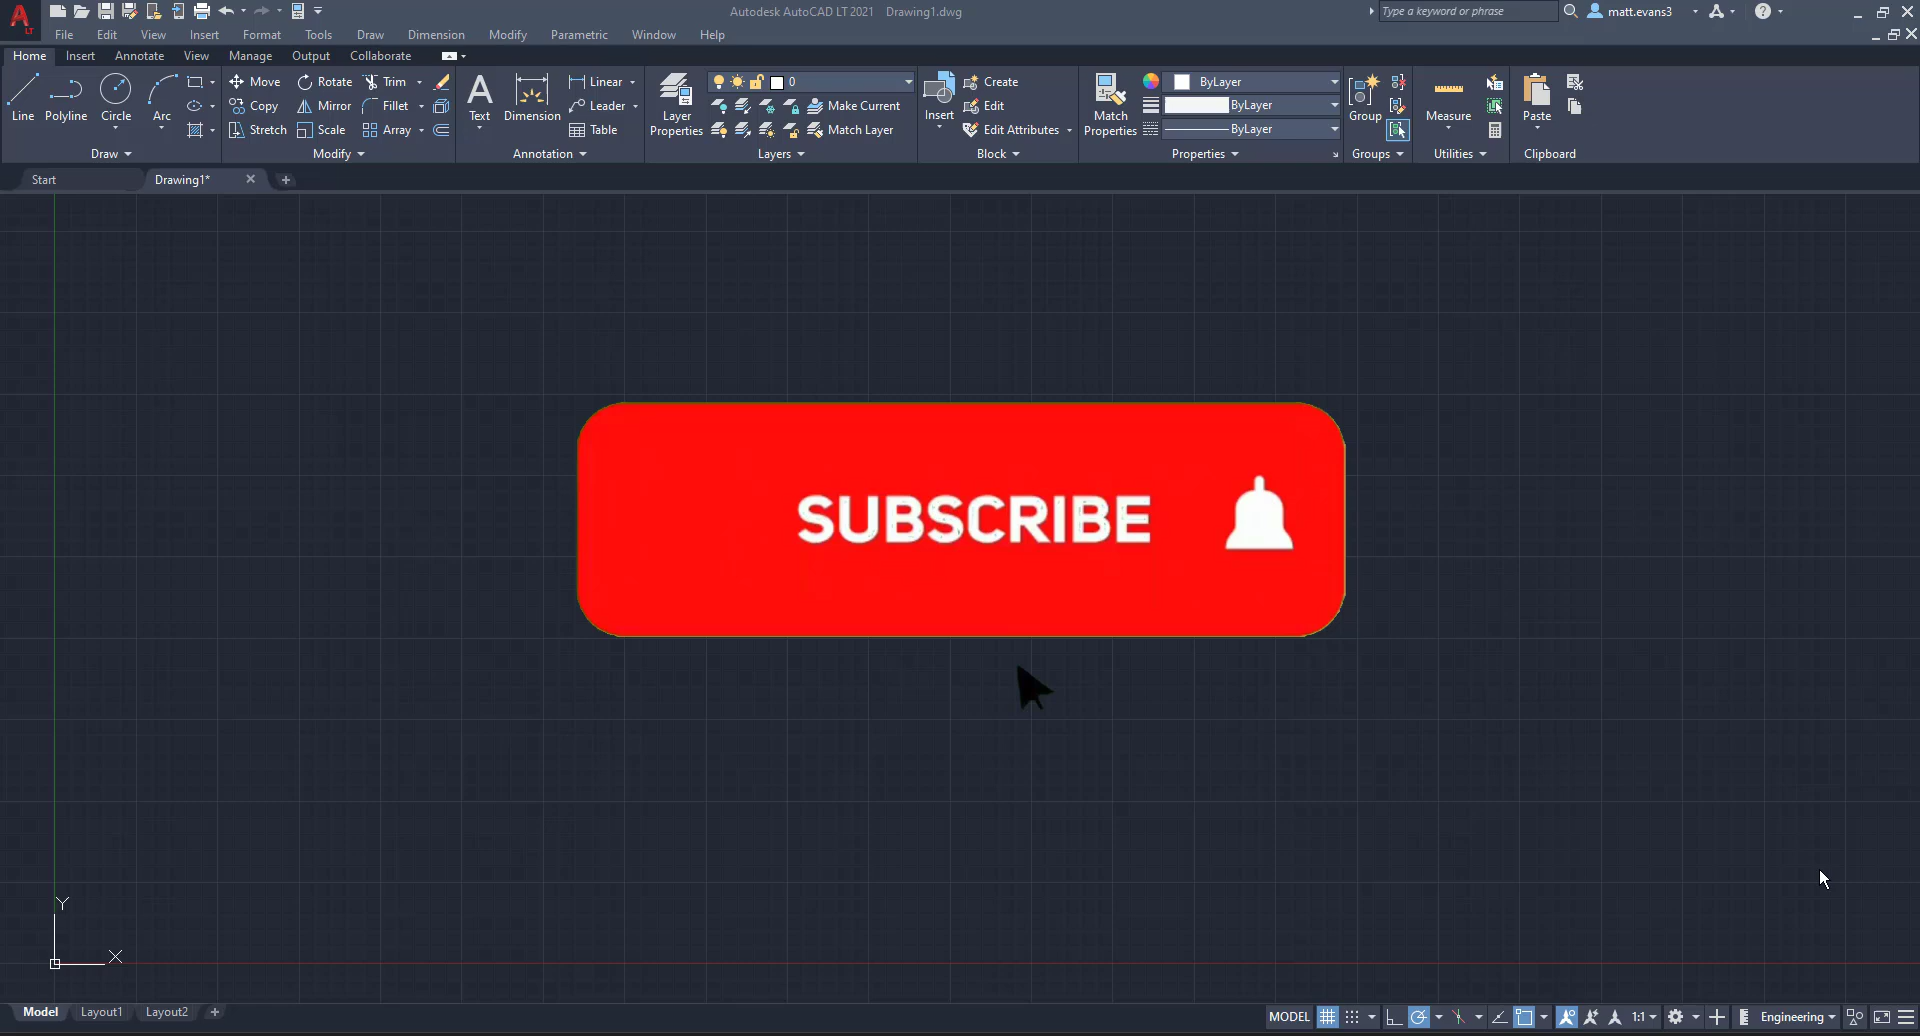 LT
Autodesk AutoCAD LT 2021 Drawing1.dwg
Type a keyword or phrase
matt.evans3
File Edit View Insert Format Tools Draw Dimension Modify Parametric Window Help
Home Insert Annotate View Manage Output Collaborate
Line Polyline Circle Arc
Move Rotate Trim
Copy Mirror Fillet
Stretch Scale Array
Text Dimension
Linear
Leader
Table
Layer Properties
0
Make Current
Match Layer
Insert
Create
Edit
Edit Attributes
Match Properties
ByLayer
ByLayer
ByLayer
Group
Measure
Paste
Draw Modify Annotation Layers Block Properties Groups Utilities Clipboard
Start Drawing1*
SUBSCRIBE
Y
X
Model Layout1 Layout2
MODEL 1:1 Engineering